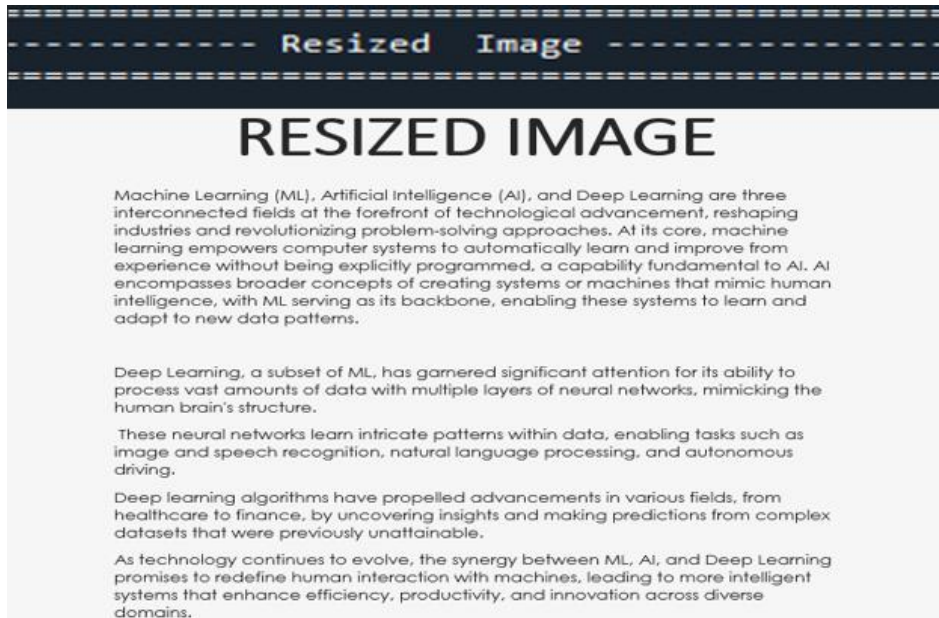 ============================================
------------ Resized  Image ----------------
============================================
RESIZED IMAGE
Machine Learning (ML), Artificial Intelligence (AI), and Deep Learning are three
interconnected fields at the forefront of technological advancement, reshaping
industries and revolutionizing problem-solving approaches. At its core, machine
learning empowers computer systems to automatically learn and improve from
experience without being explicitly programmed, a capability fundamental to AI. AI
encompasses broader concepts of creating systems or machines that mimic human
intelligence, with ML serving as its backbone, enabling these systems to learn and
adapt to new data patterns.
Deep Learning, a subset of ML, has garnered significant attention for its ability to
process vast amounts of data with multiple layers of neural networks, mimicking the
human brain's structure.
These neural networks learn intricate patterns within data, enabling tasks such as
image and speech recognition, natural language processing, and autonomous
driving.
Deep learning algorithms have propelled advancements in various fields, from
healthcare to finance, by uncovering insights and making predictions from complex
datasets that were previously unattainable.
As technology continues to evolve, the synergy between ML, AI, and Deep Learning
promises to redefine human interaction with machines, leading to more intelligent
systems that enhance efficiency, productivity, and innovation across diverse
domains.